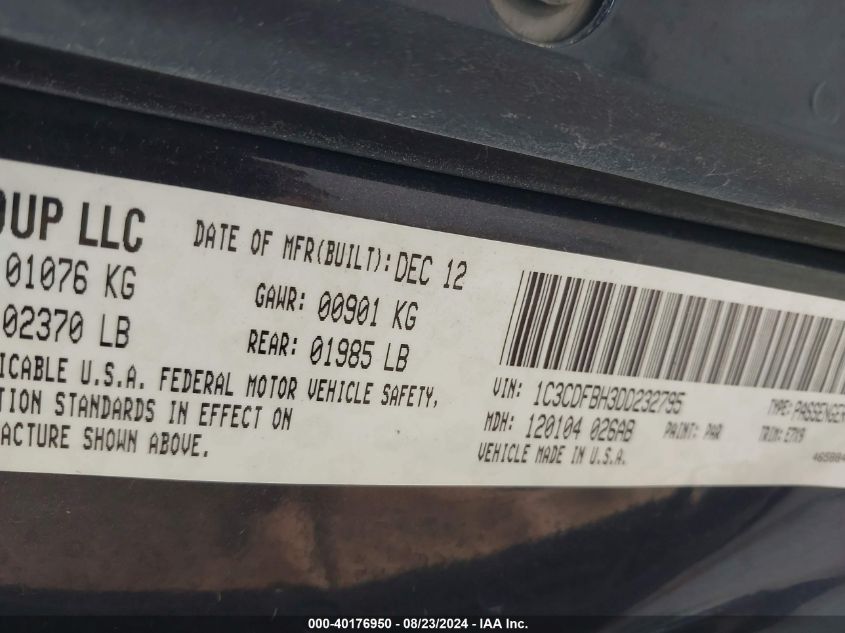 OUP LLC
DATE OF MFR(BUILT): DEC 12
01076 KG
GAWR: 00901 KG
02370 LB
REAR: 01985 LB
ICABLE U.S.A. FEDERAL MOTOR VEHICLE SAFETY,
TION STANDARDS IN EFFECT ON
ACTURE SHOWN ABOVE.
VIN: 1C3CDFBH3DD232795
TYPE: PASSENGER
MDH: 120104 026AB
PAINT: PAR
TRIM: E7X9
VEHICLE MADE IN U.S.A.
000-40176950 - 08/23/2024 - IAA Inc.